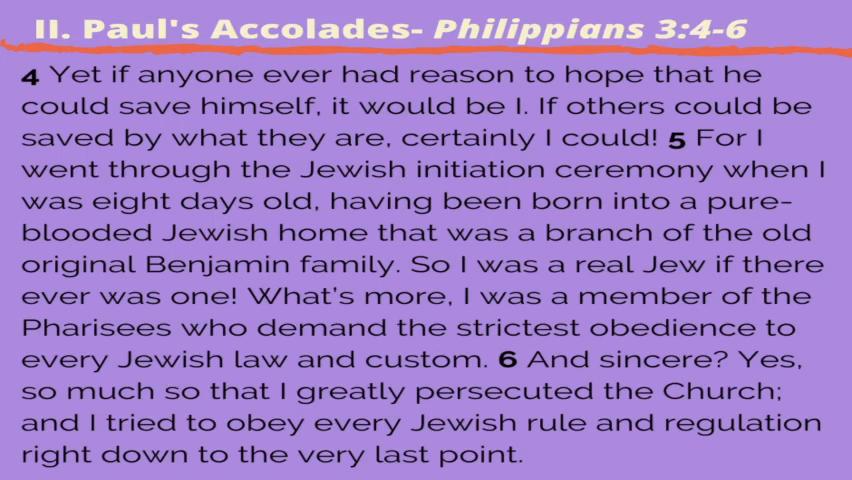 II. Paul's Accolades- Philippians 3:4-6
4 Yet if anyone ever had reason to hope that he
could save himself, it would be I. If others could be
saved by what they are, certainly I could! 5 For I
went through the Jewish initiation ceremony when I
was eight days old, having been born into a pure-
blooded Jewish home that was a branch of the old
original Benjamin family. So I was a real Jew if there
ever was one! What's more, I was a member of the
Pharisees who demand the strictest obedience to
every Jewish law and custom. 6 And sincere? Yes,
so much so that I greatly persecuted the Church;
and I tried to obey every Jewish rule and regulation
right down to the very last point.